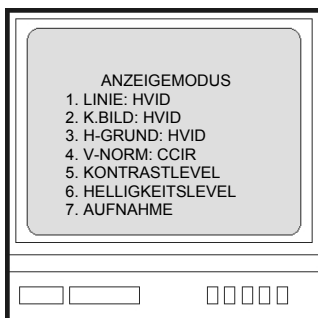 ANZEIGEMODUS
1. LINIE: HVID
2. K.BILD: HVID
3. H-GRUND: HVID
4. V-NORM: CCIR
5. KONTRASTLEVEL
6. HELLIGKEITSLEVEL
7. AUFNAHME